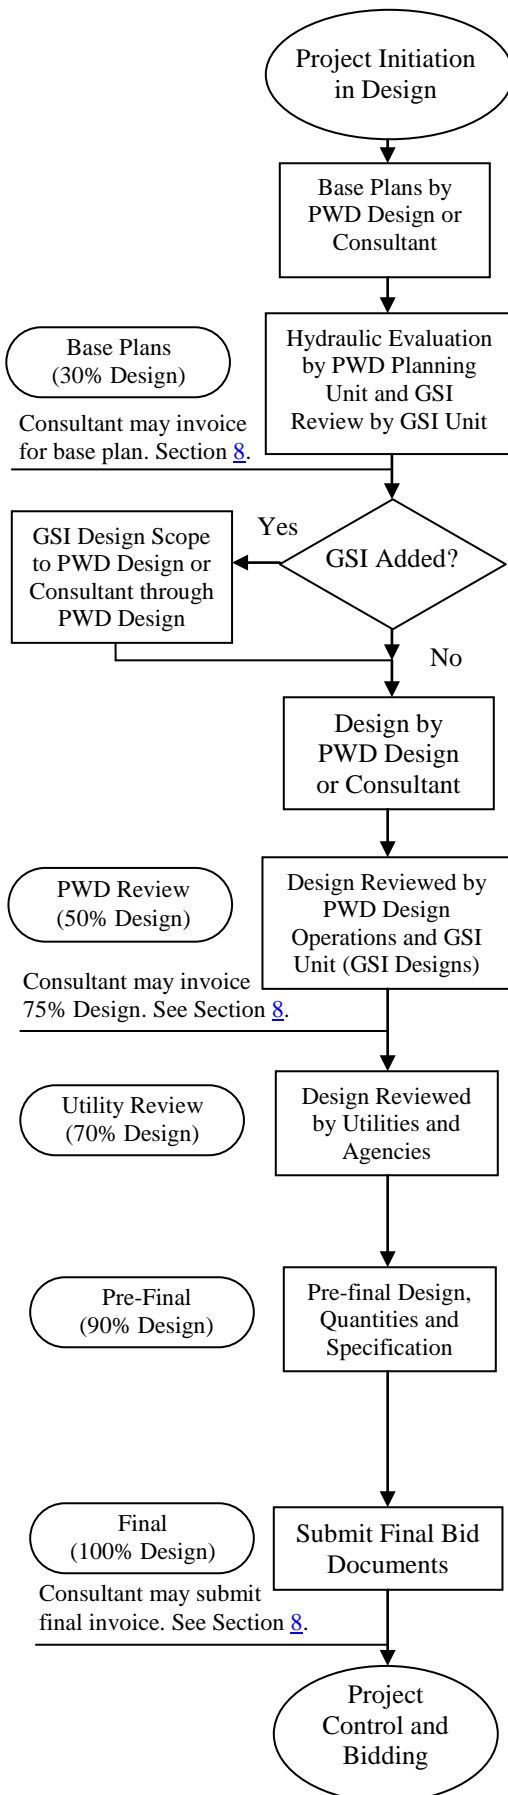 Project Initiation
in Design
Base Plans by
PWD Design or
Consultant
Base Plans
(30% Design)
Hydraulic Evaluation
by PWD Planning
Unit and GSI
Review by GSI Unit
Consultant may invoice
for base plan. Section 8.
GSI Added?
Yes
GSI Design Scope
to PWD Design or
Consultant through
PWD Design
No
Design by
PWD Design
or Consultant
PWD Review
(50% Design)
Design Reviewed by
PWD Design
Operations and GSI
Unit (GSI Designs)
Consultant may invoice
75% Design. See Section 8.
Utility Review
(70% Design)
Design Reviewed
by Utilities and
Agencies
Pre-Final
(90% Design)
Pre-final Design,
Quantities and
Specification
Final
(100% Design)
Submit Final Bid
Documents
Consultant may submit
final invoice. See Section 8.
Project
Control and
Bidding